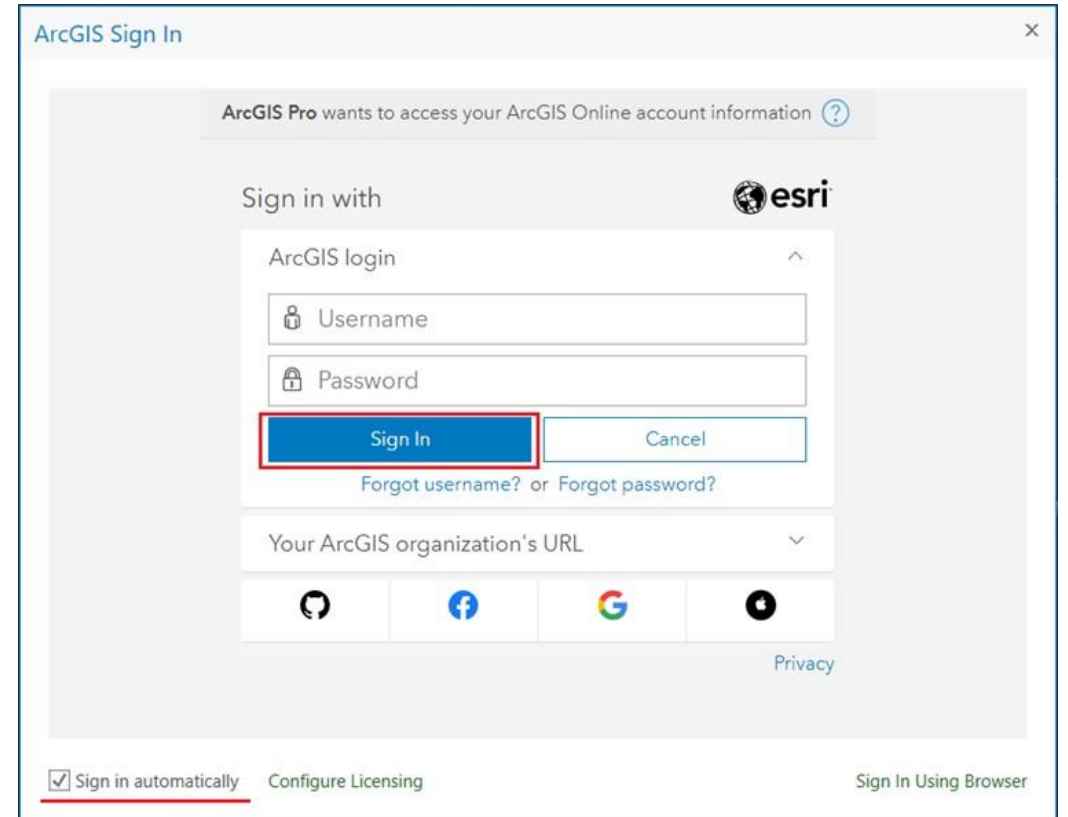 ArcGIS Sign In
ArcGIS Pro wants to access your ArcGIS Online account information ?
Sign in with
esri
ArcGIS login
Username
Password
Sign In Cancel
Forgot username? or Forgot password?
Your ArcGIS organization's URL
Privacy
Sign in automatically Configure Licensing Sign In Using Browser